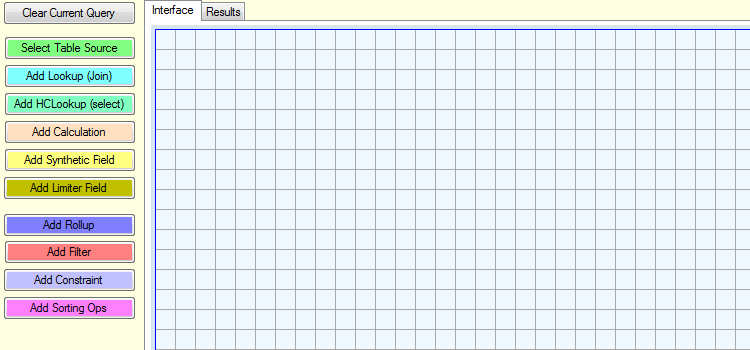 Clear Current Query
Interface
Results
Select Table Source
Add Lookup (Join)
Add HCLookup (select)
Add Calculation
Add Synthetic Field
Add Limiter Field
Add Rollup
Add Filter
Add Constraint
Add Sorting Ops